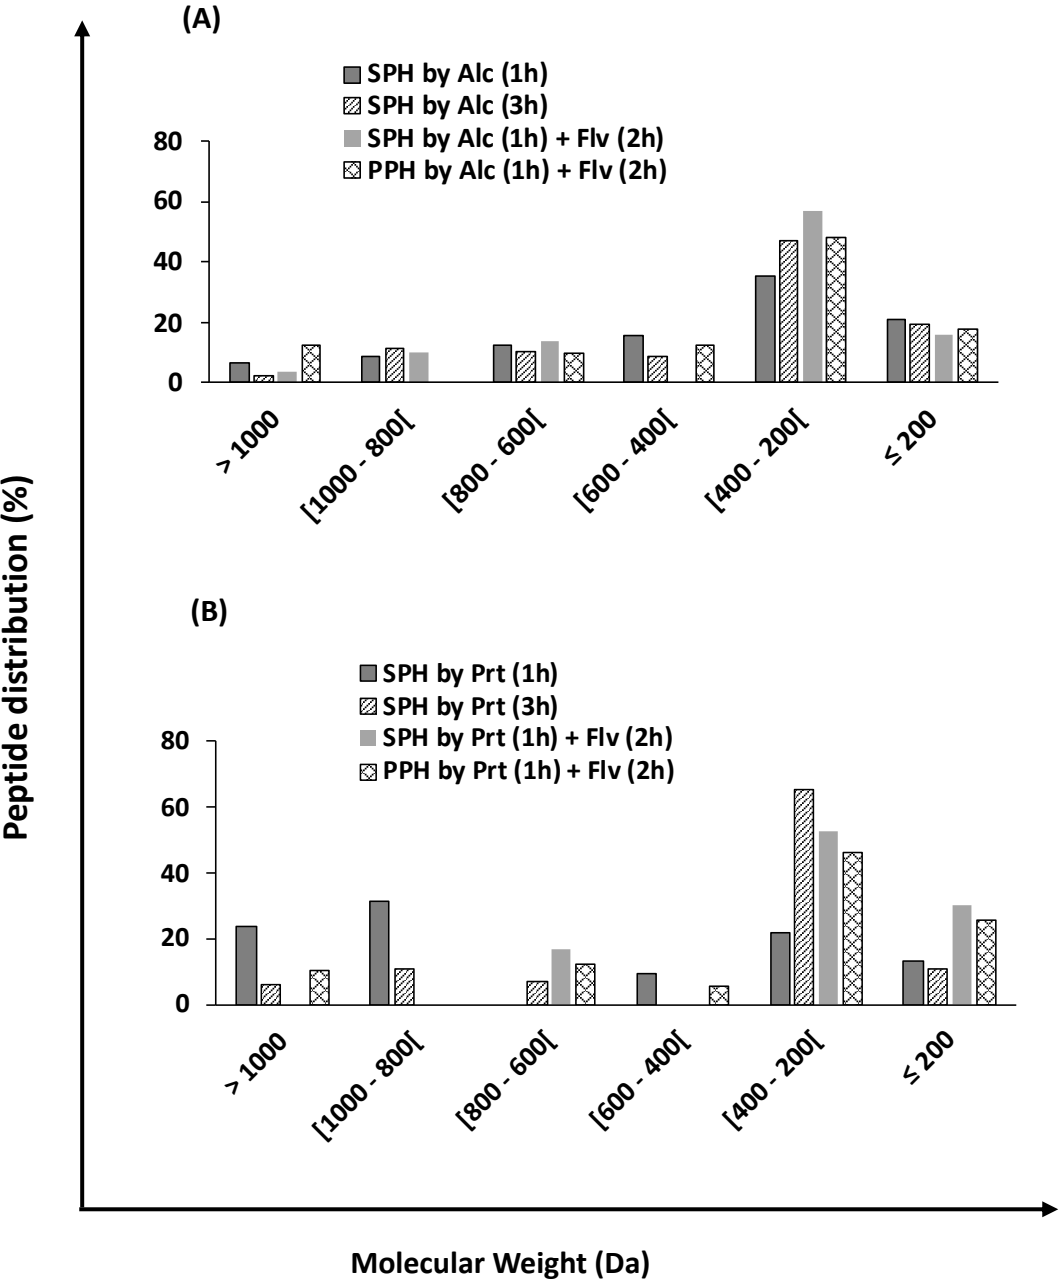 (A)
SPH by Alc (1h)
SPH by Alc (3h)
SPH by Alc (1h) + Flv (2h)
PPH by Alc (1h) + Flv (2h)
80
60
40
20
0
> 1000
[1000 - 800[
[800 - 600[
[600 - 400[
[400 - 200[
≤ 200
Peptide distribution (%)
(B)
SPH by Prt (1h)
SPH by Prt (3h)
SPH by Prt (1h) + Flv (2h)
PPH by Prt (1h) + Flv (2h)
80
60
40
20
0
> 1000
[1000 - 800[
[800 - 600[
[600 - 400[
[400 - 200[
≤ 200
Molecular Weight (Da)